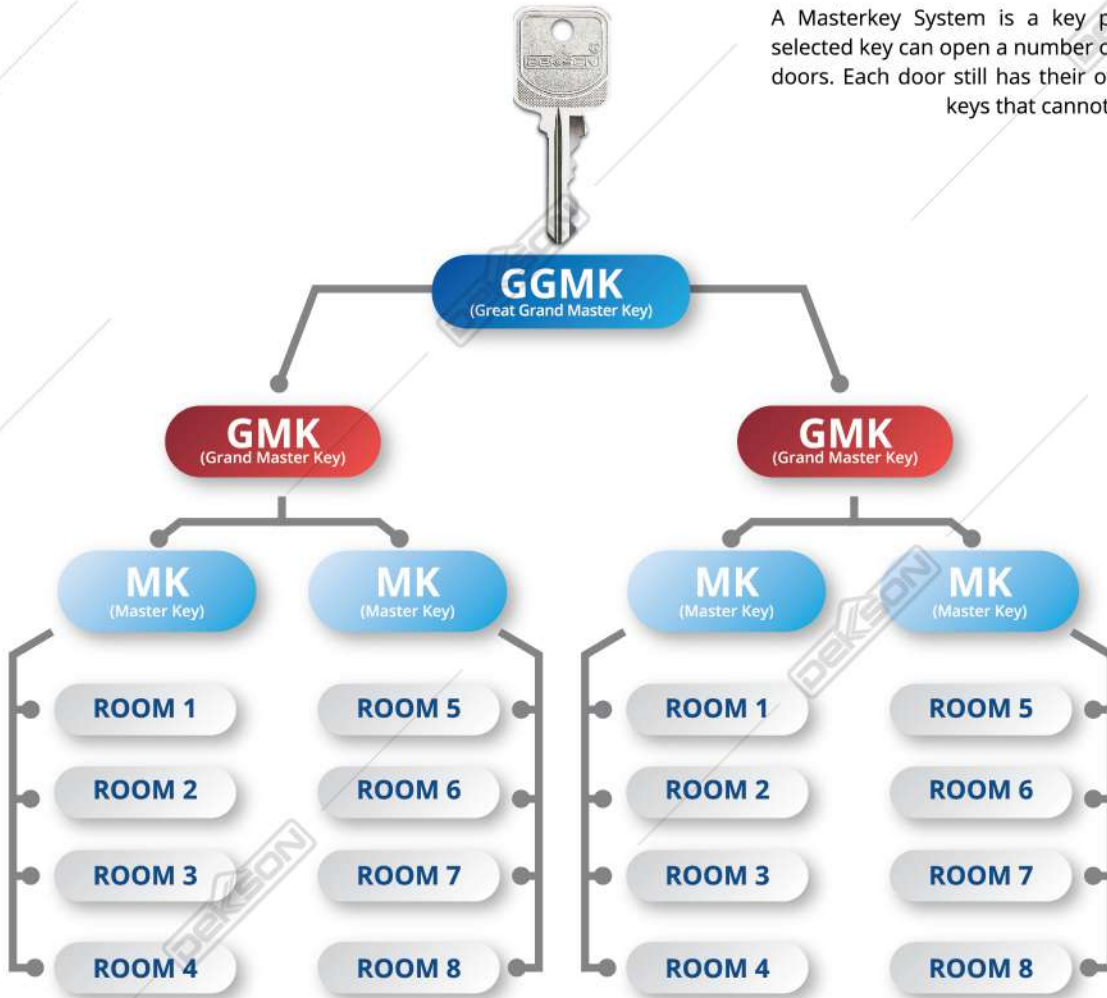 A Masterkey System is a key p
selected key can open a number o
doors. Each door still has their o
keys that cannot
DEKSON
GGMK
(Great Grand Master Key)
GMK
(Grand Master Key)
GMK
(Grand Master Key)
MK
(Master Key)
MK
(Master Key)
MK
(Master Key)
MK
(Master Key)
ROOM 1
ROOM 5
ROOM 1
ROOM 5
ROOM 2
ROOM 6
ROOM 2
ROOM 6
ROOM 3
ROOM 7
ROOM 3
ROOM 7
ROOM 4
ROOM 8
ROOM 4
ROOM 8
DEKSON
DEKSON